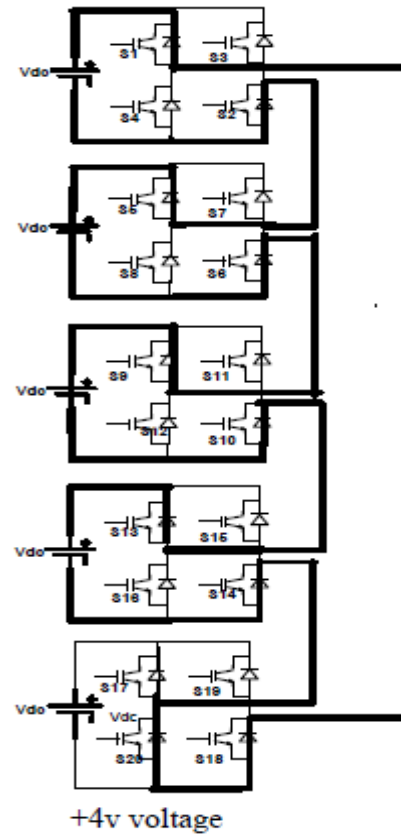 S1 S3
Vdc
S4 S2
S5 S7
Vdc
S8 S6
S9 S11
Vdc
S12 S10
S13 S15
Vdc
S16 S14
S17 S19
Vdc Vdc
S20 S18
+4v voltage